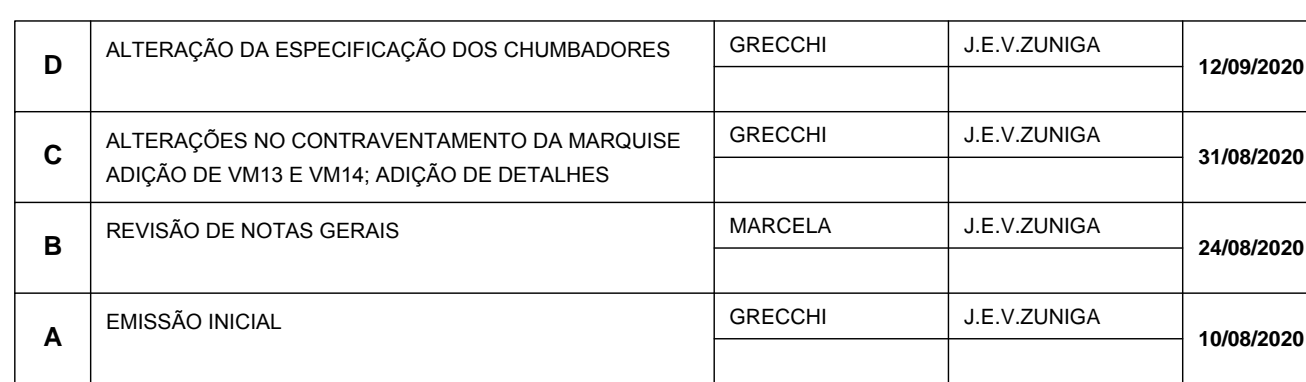 D
ALTERAÇÃO DA ESPECIFICAÇÃO DOS CHUMBADORES
GRECCHI
J.E.V.ZUNIGA
12/09/2020
C
ALTERAÇÕES NO CONTRAVENTAMENTO DA MARQUISE
ADIÇÃO DE VM13 E VM14; ADIÇÃO DE DETALHES
GRECCHI
J.E.V.ZUNIGA
31/08/2020
B
REVISÃO DE NOTAS GERAIS
MARCELA
J.E.V.ZUNIGA
24/08/2020
A
EMISSÃO INICIAL
GRECCHI
J.E.V.ZUNIGA
10/08/2020